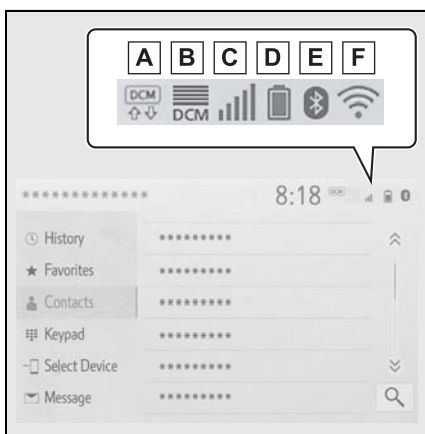 A B C D E F
DCM DCM
************* 8:18 DCM
History *********
Favorites *********
Contacts *********
Keypad *********
Select Device *********
Message *********